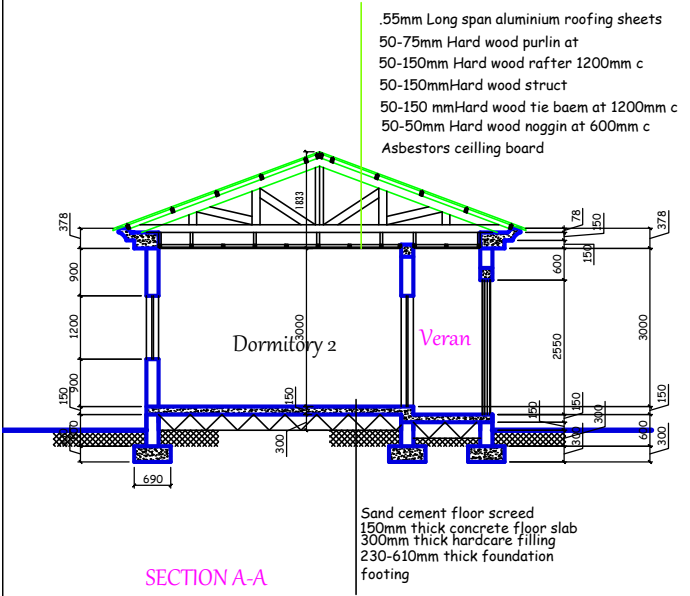 .55mm Long span aluminium roofing sheets
50-75mm Hard wood purlin at
50-150mm Hard wood rafter 1200mm c
50-150mmHard wood struct
50-150 mmHard wood tie baem at 1200mm c
50-50mm Hard wood noggin at 600mm c
Asbestors ceilling board
1833
378
78
150
378
900
600
150
1200
3000
Dormitory 2
Veran
2550
3000
900
150
150
150
150
150
300
300
300
600
300
690
Sand cement floor screed
150mm thick concrete floor slab
300mm thick hardcare filling
230-610mm thick foundation
footing
SECTION A-A